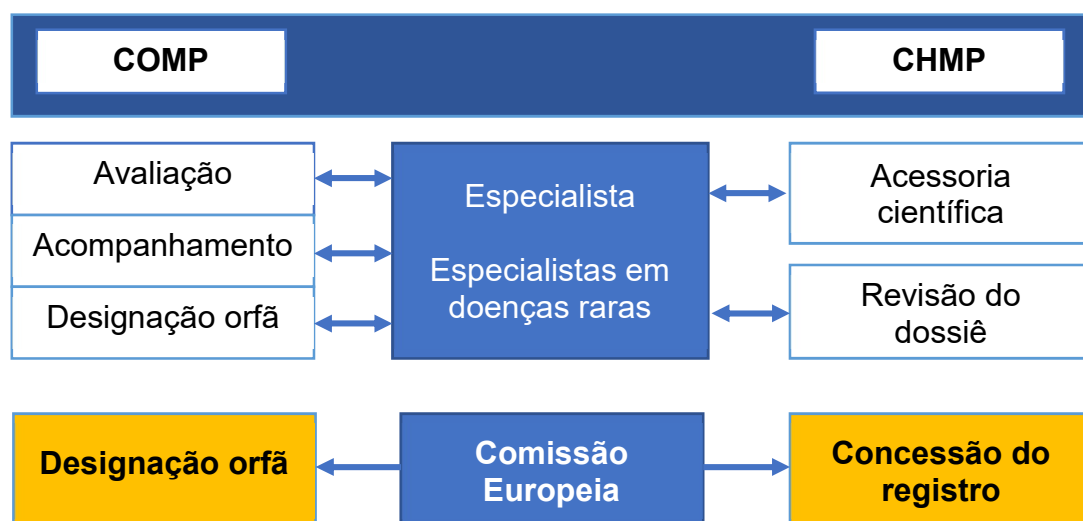 COMP
CHMP
Avaliação
Acompanhamento
Designação orfã
Especialista
Especialistas em
doenças raras
Acessoria
científica
Revisão do
dossiê
Designação orfã
Comissão
Europeia
Concessão do
registro